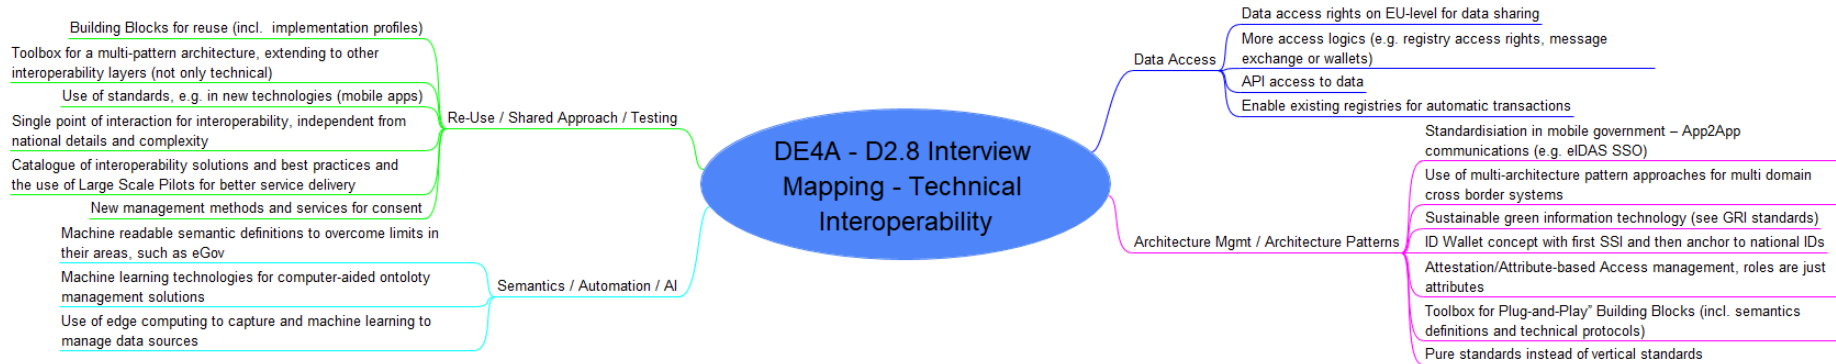 DE4A - D2.8 Interview
Mapping - Technical
Interoperability
Building Blocks for reuse (incl.  implementation profiles)
Toolbox for a multi-pattern architecture, extending to other
interoperability layers (not only technical)
Use of standards, e.g. in new technologies (mobile apps)
Single point of interaction for interoperability, independent from
national details and complexity
Catalogue of interoperability solutions and best practices and
the use of Large Scale Pilots for better service delivery
New management methods and services for consent
Re-Use / Shared Approach / Testing
Machine readable semantic definitions to overcome limits in
their areas, such as eGov
Machine learning technologies for computer-aided ontoloty
management solutions
Use of edge computing to capture and machine learning to
manage data sources
Semantics / Automation / AI
Data Access
Data access rights on EU-level for data sharing
More access logics (e.g. registry access rights, message
exchange or wallets)
API access to data
Enable existing registries for automatic transactions
Architecture Mgmt / Architecture Patterns
Standardisiation in mobile government – App2App
communications (e.g. eIDAS SSO)
Use of multi-architecture pattern approaches for multi domain
cross border systems
Sustainable green information technology (see GRI standards)
ID Wallet concept with first SSI and then anchor to national IDs
Attestation/Attribute-based Access management, roles are just
attributes
Toolbox for Plug-and-Play” Building Blocks (incl. semantics
definitions and technical protocols)
Pure standards instead of vertical standards